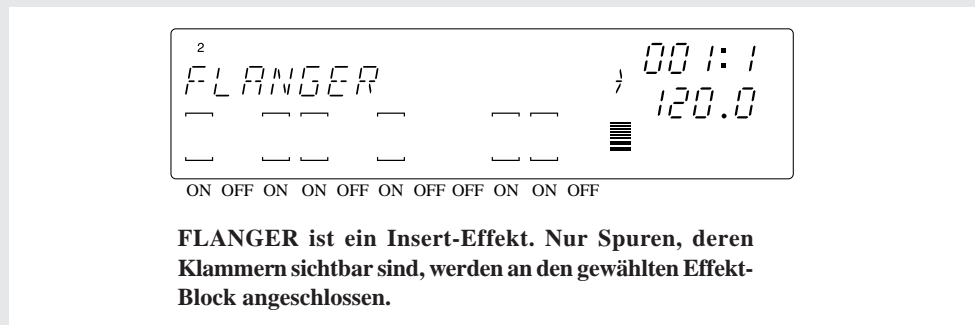 2
FLANGER
001:1
120.0
ON OFF ON ON OFF ON OFF OFF ON ON OFF
FLANGER ist ein Insert-Effekt. Nur Spuren, deren
Klammern sichtbar sind, werden an den gewählten Effekt-
Block angeschlossen.